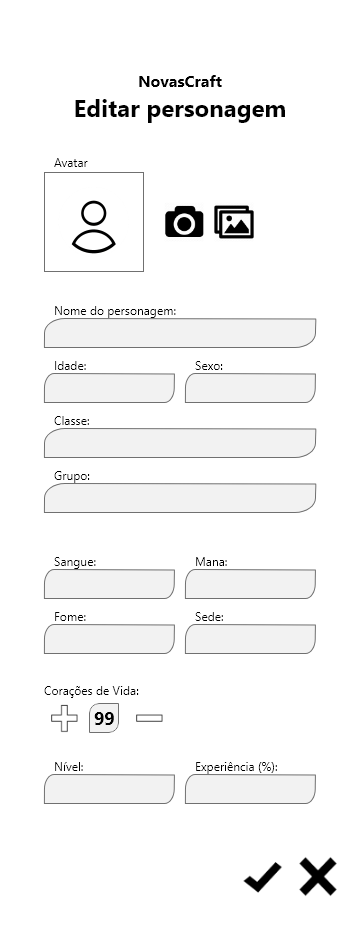 NovasCraft
Editar personagem
Avatar
Nome do personagem:
Idade: Sexo:
Classe:
Grupo:
Sangue: Mana:
Fome: Sede:
Corações de Vida:
99
Nível: Experiência (%):